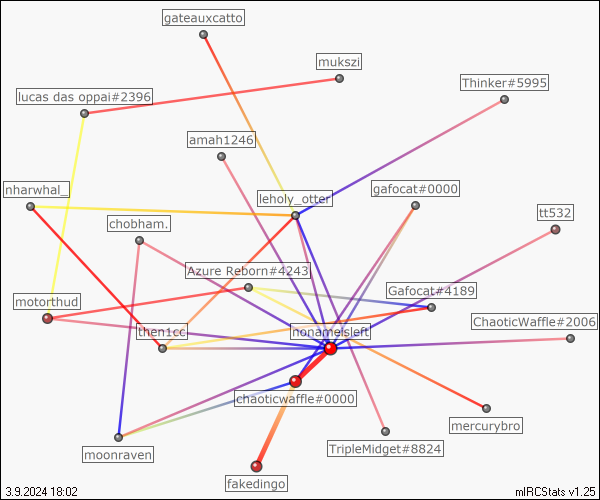 gateauxcatto
mukszi
Thinker#5995
lucas das oppai#2396
amah1246
nharwhal_
leholy_otter
gafocat#0000
chobham.
tt532
Azure Reborn#4243
Gafocat#4189
motorthud
then1cc
nonameisleft
ChaoticWaffle#2006
chaoticwaffle#0000
mercurybro
moonraven
TripleMidget#8824
fakedingo
3.9.2024 18:02
mIRCStats v1.25